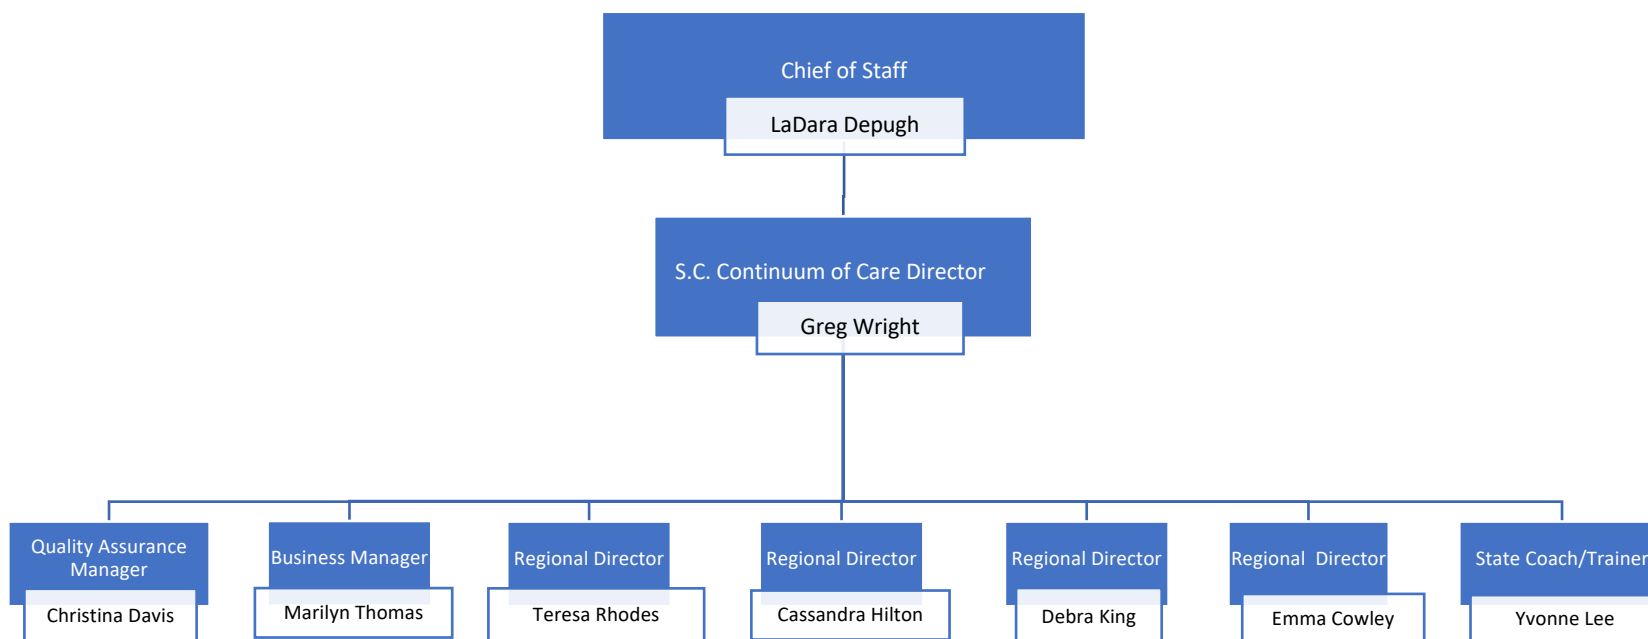 Chief of Staff
LaDara Depugh
S.C. Continuum of Care Director
Greg Wright
Quality Assurance
Manager
Christina Davis
Business Manager
Marilyn Thomas
Regional Director
Teresa Rhodes
Regional Director
Cassandra Hilton
Regional Director
Debra King
Regional Director
Emma Cowley
State Coach/Trainer
Yvonne Lee